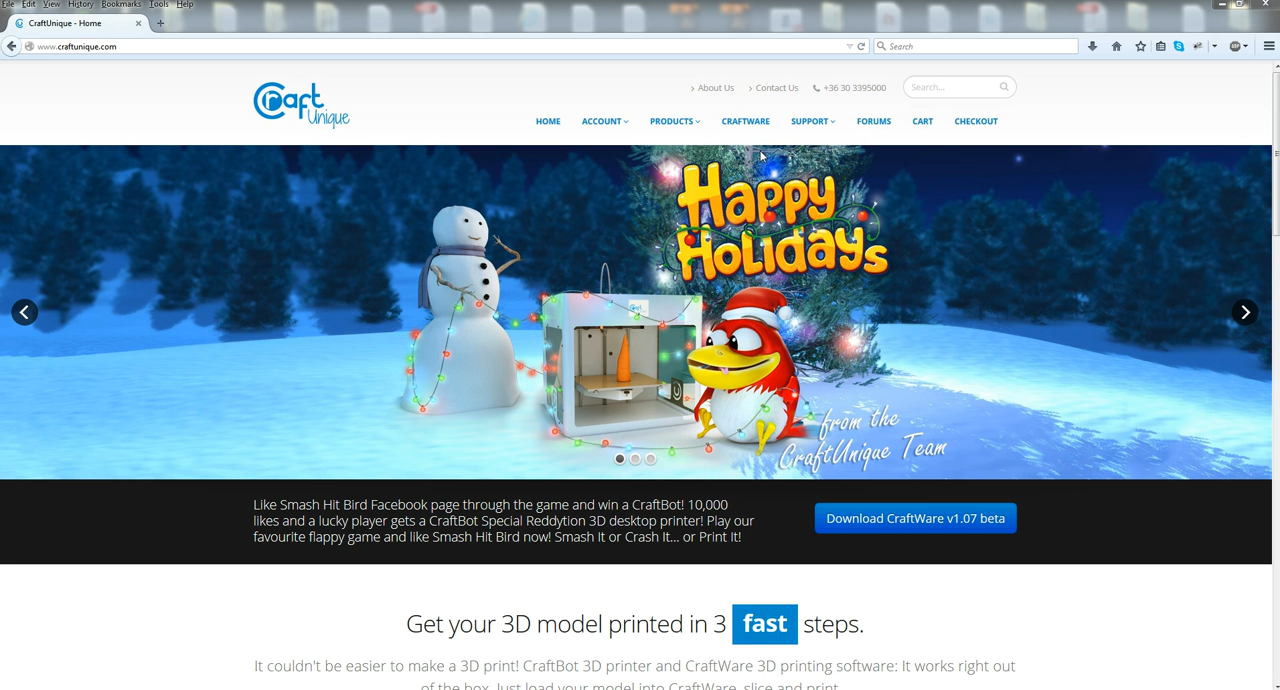 File Edit View History Bookmarks Tools Help
CraftUnique - Home
www.craftunique.com
Search
Craft Unique
About Us
Contact Us
+36 30 3395000
Search...
HOME
ACCOUNT
PRODUCTS
CRAFTWARE
SUPPORT
FORUMS
CART
CHECKOUT
Happy
Holidays
from the
CraftUnique Team
Like Smash Hit Bird Facebook page through the game and win a CraftBot! 10,000
likes and a lucky player gets a CraftBot Special Reddytion 3D desktop printer! Play our
favourite flappy game and like Smash Hit Bird now! Smash It or Crash It... or Print It!
Download CraftWare v1.07 beta
Get your 3D model printed in 3 fast steps.
It couldn't be easier to make a 3D print! CraftBot 3D printer and CraftWare 3D printing software: It works right out
of the box. Just load your model into CraftWare, slice and print.